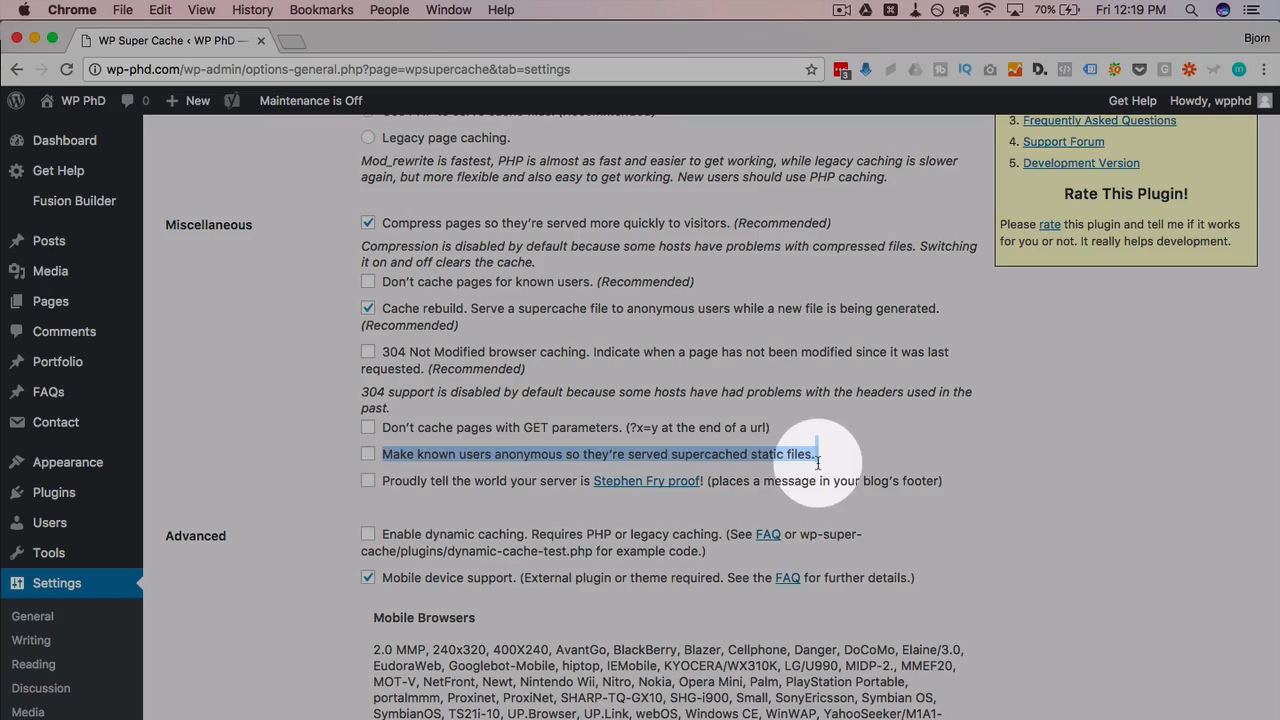 Chrome File Edit View History Bookmarks People Window Help 70% Fri 12:19 PM
WP Super Cache ‹ WP PhD — Bjorn
wp-phd.com/wp-admin/options-general.php?page=wpsupercache&tab=settings 3
WP PhD 0 New Maintenance is Off Get Help Howdy, wpphd
Dashboard
Get Help
Fusion Builder
Posts
Media
Pages
Comments
Portfolio
FAQs
Contact
Appearance
Plugins
Users
Tools
Settings
General
Writing
Reading
Discussion
Media
Legacy page caching.
Mod_rewrite is fastest, PHP is almost as fast and easier to get working, while legacy caching is slower
again, but more flexible and also easy to get working. New users should use PHP caching.
Miscellaneous
Compress pages so they’re served more quickly to visitors. (Recommended)
Compression is disabled by default because some hosts have problems with compressed files. Switching
it on and off clears the cache.
Don’t cache pages for known users. (Recommended)
Cache rebuild. Serve a supercache file to anonymous users while a new file is being generated.
(Recommended)
304 Not Modified browser caching. Indicate when a page has not been modified since it was last
requested. (Recommended)
304 support is disabled by default because some hosts have had problems with the headers used in the
past.
Don’t cache pages with GET parameters. (?x=y at the end of a url)
Make known users anonymous so they’re served supercached static files.
Proudly tell the world your server is Stephen Fry proof! (places a message in your blog’s footer)
Advanced
Enable dynamic caching. Requires PHP or legacy caching. (See FAQ or wp-super-
cache/plugins/dynamic-cache-test.php for example code.)
Mobile device support. (External plugin or theme required. See the FAQ for further details.)
Mobile Browsers
2.0 MMP, 240x320, 400X240, AvantGo, BlackBerry, Blazer, Cellphone, Danger, DoCoMo, Elaine/3.0,
EudoraWeb, Googlebot-Mobile, hiptop, IEMobile, KYOCERA/WX310K, LG/U990, MIDP-2., MMEF20,
MOT-V, NetFront, Newt, Nintendo Wii, Nitro, Nokia, Opera Mini, Palm, PlayStation Portable,
portalmmm, Proxinet, ProxiNet, SHARP-TQ-GX10, SHG-i900, Small, SonyEricsson, Symbian OS,
SymbianOS, TS21i-10, UP.Browser, UP.Link, webOS, Windows CE, WinWAP, YahooSeeker/M1A1-
3. Frequently Asked Questions
4. Support Forum
5. Development Version
Rate This Plugin!
Please rate this plugin and tell me if it works
for you or not. It really helps development.